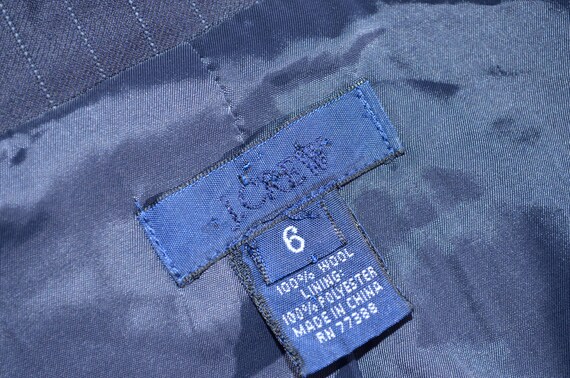 J.CREW
6
100% WOOL
LINING:
100% POLYESTER
MADE IN CHINA
RN 77388